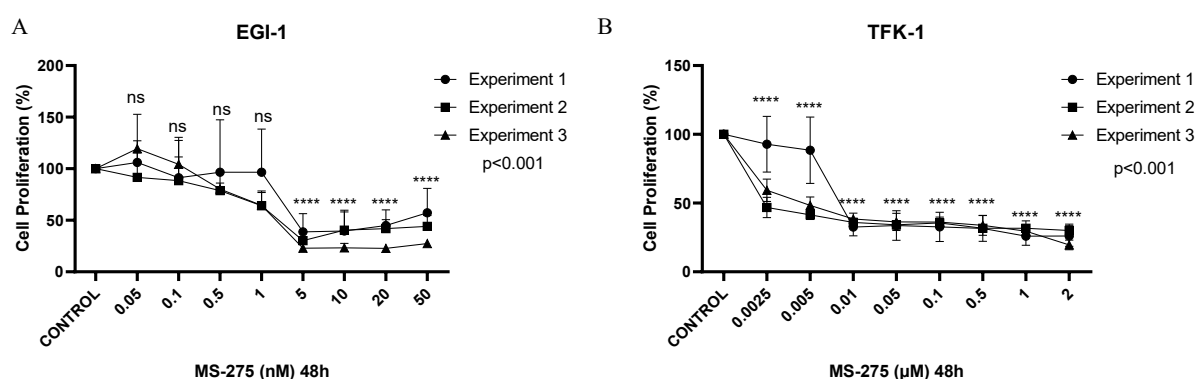 A
EGI-1
Cell Proliferation (%)
200
150
100
50
0
ns
ns
ns
ns
****
****
****
****
Experiment 1
Experiment 2
Experiment 3
p<0.001
CONTROL
0.05
0.1
0.5
1
5
10
20
50
MS-275 (nM) 48h
B
TFK-1
Cell Proliferation (%)
150
100
50
0
****
****
****
****
****
****
****
****
Experiment 1
Experiment 2
Experiment 3
p<0.001
CONTROL
0.0025
0.005
0.01
0.05
0.1
0.5
1
2
MS-275 (μM) 48h